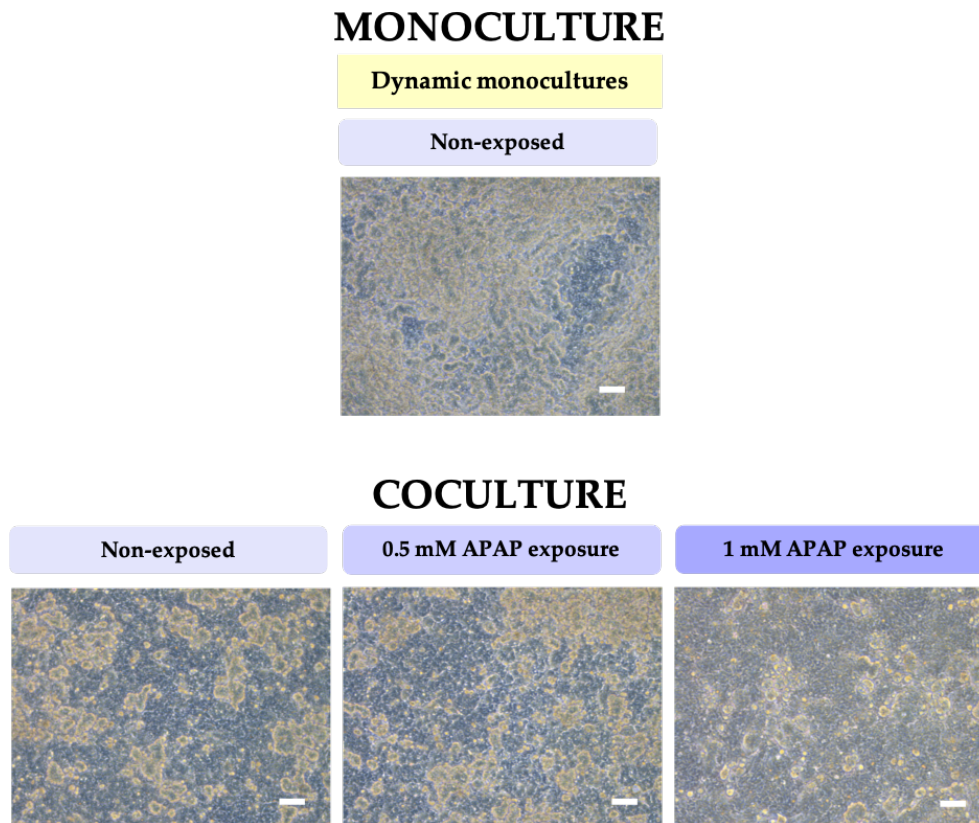 MONOCULTURE
Dynamic monocultures
Non-exposed
COCULTURE
Non-exposed
0.5 mM APAP exposure
1 mM APAP exposure